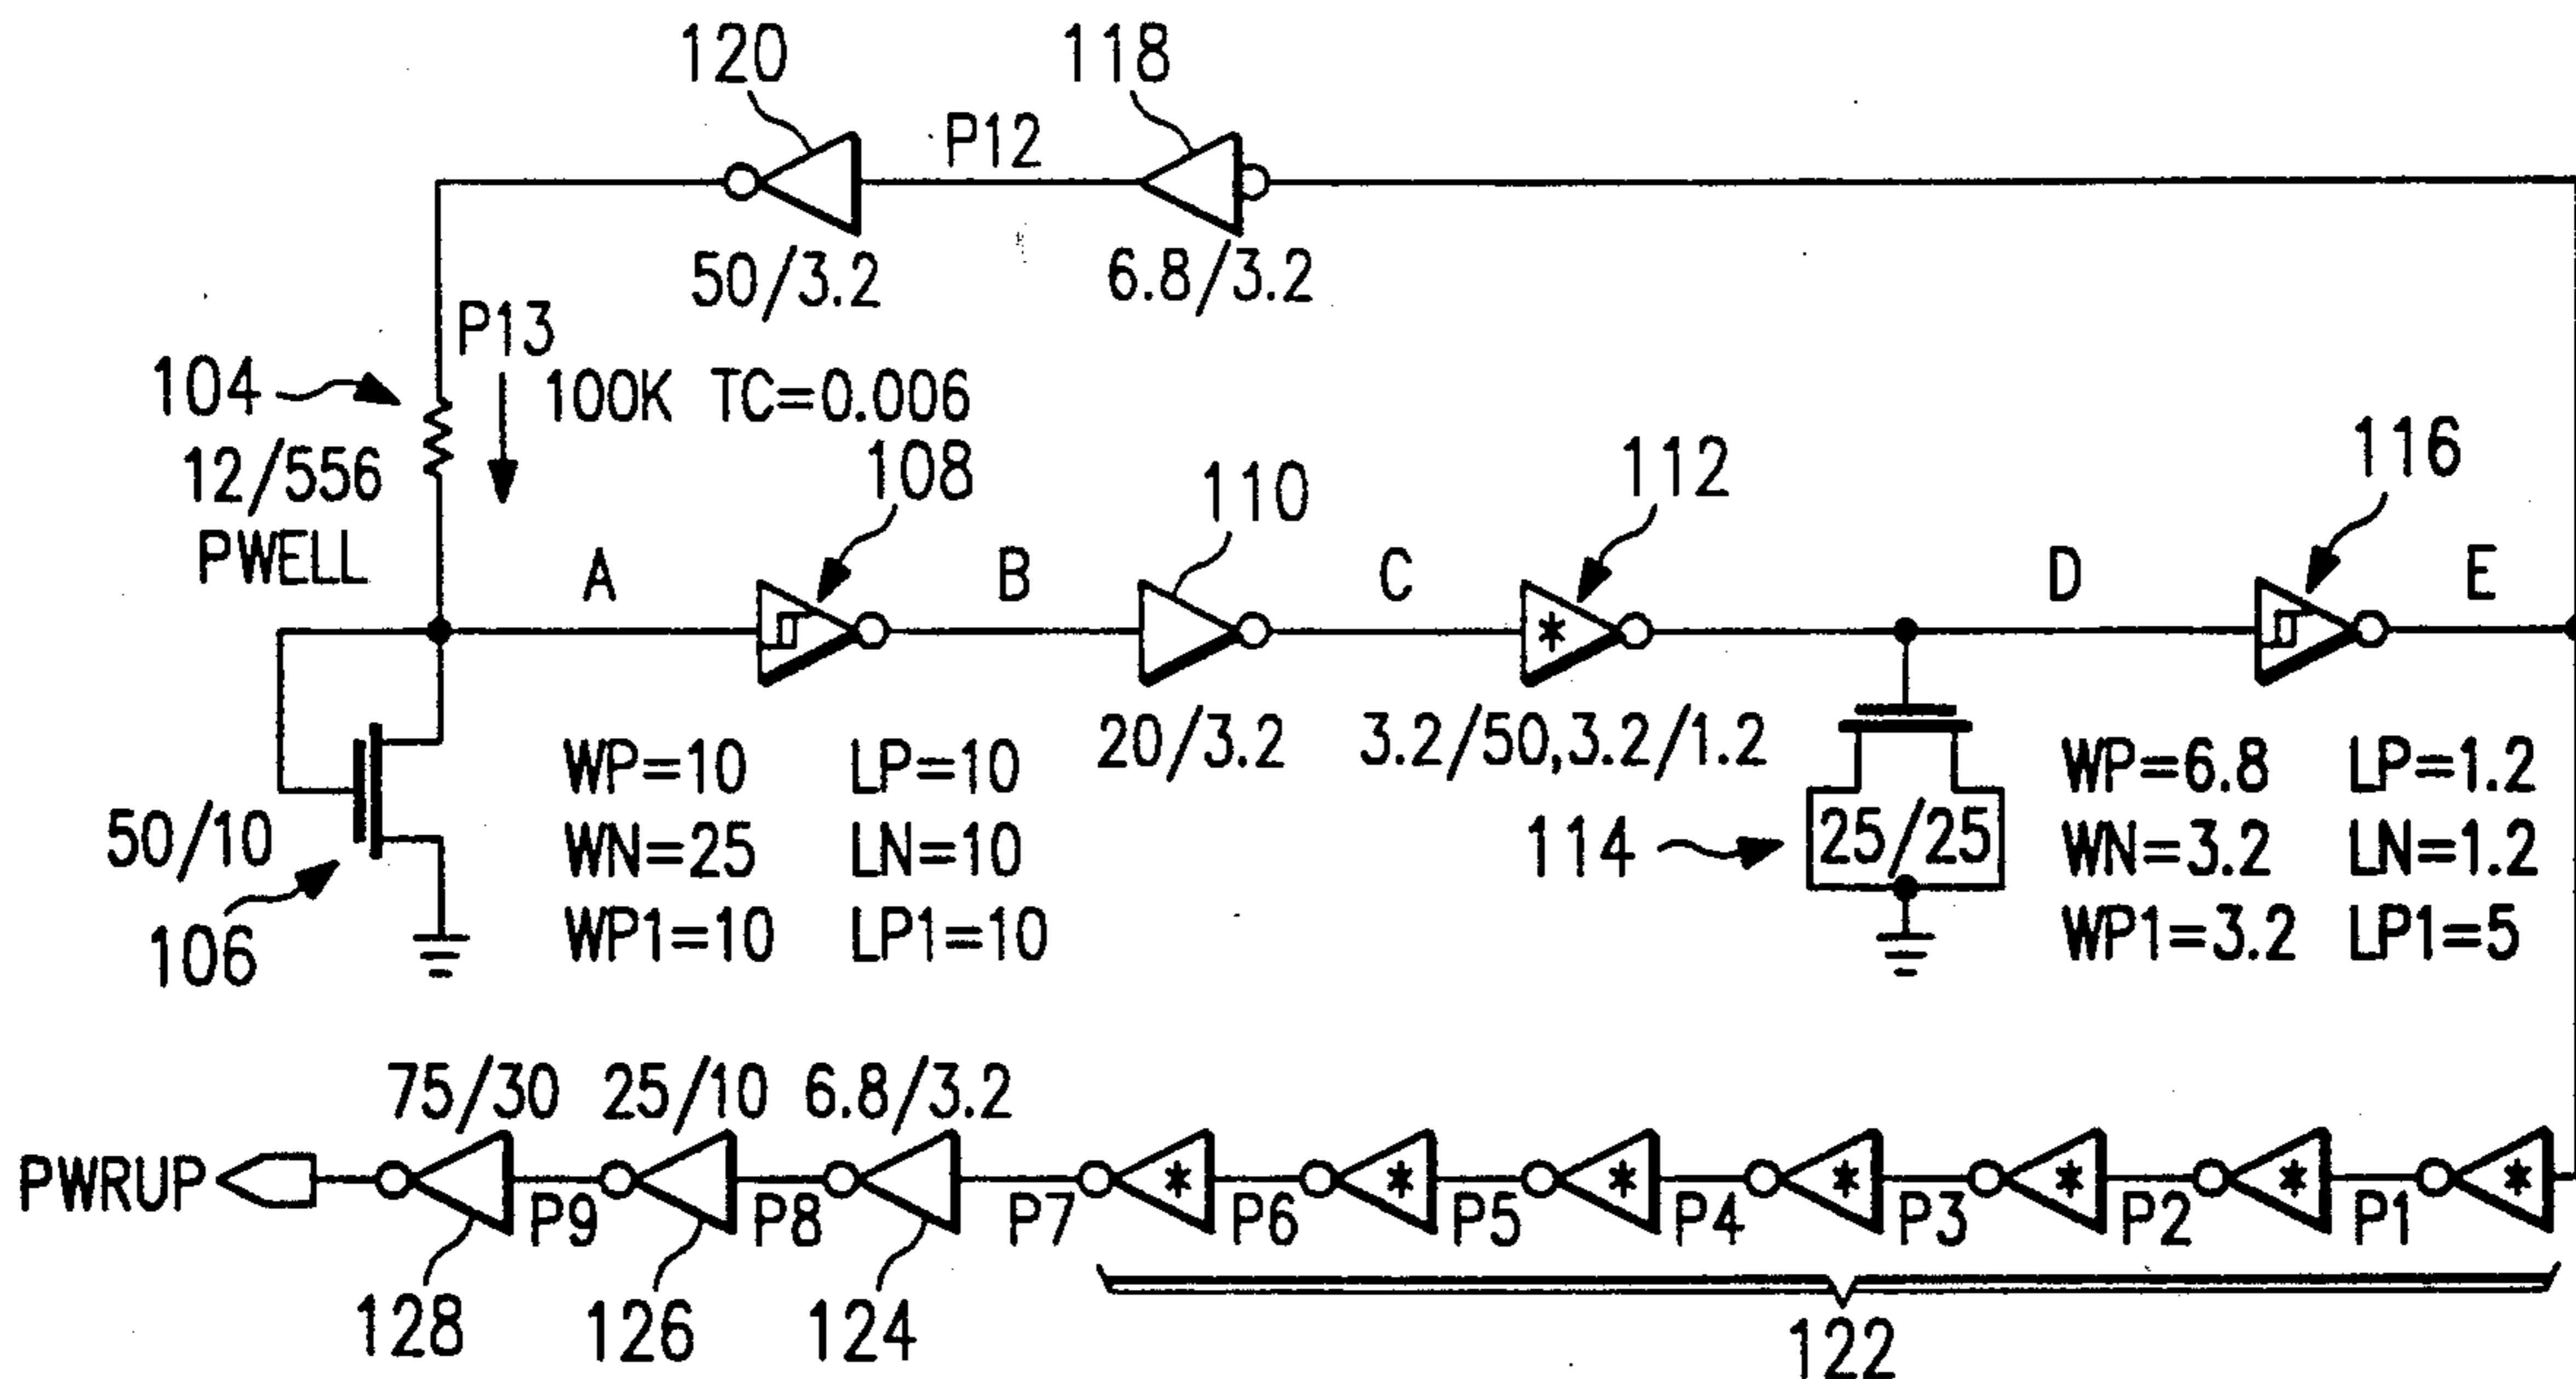 120
118
P12
50/3.2
6.8/3.2
P13
104
100K TC=0.006
12/556
PWELL
108
110
112
116
A
B
C
D
E
20/3.2
3.2/50,3.2/1.2
50/10
106
WP=10 LP=10
WN=25 LN=10
WP1=10 LP1=10
114
25/25
WP=6.8 LP=1.2
WN=3.2 LN=1.2
WP1=3.2 LP1=5
75/30
25/10
6.8/3.2
PWRUP
* * * * * * *
P9
P8
P7
P6
P5
P4
P3
P2
P1
128
126
124
122